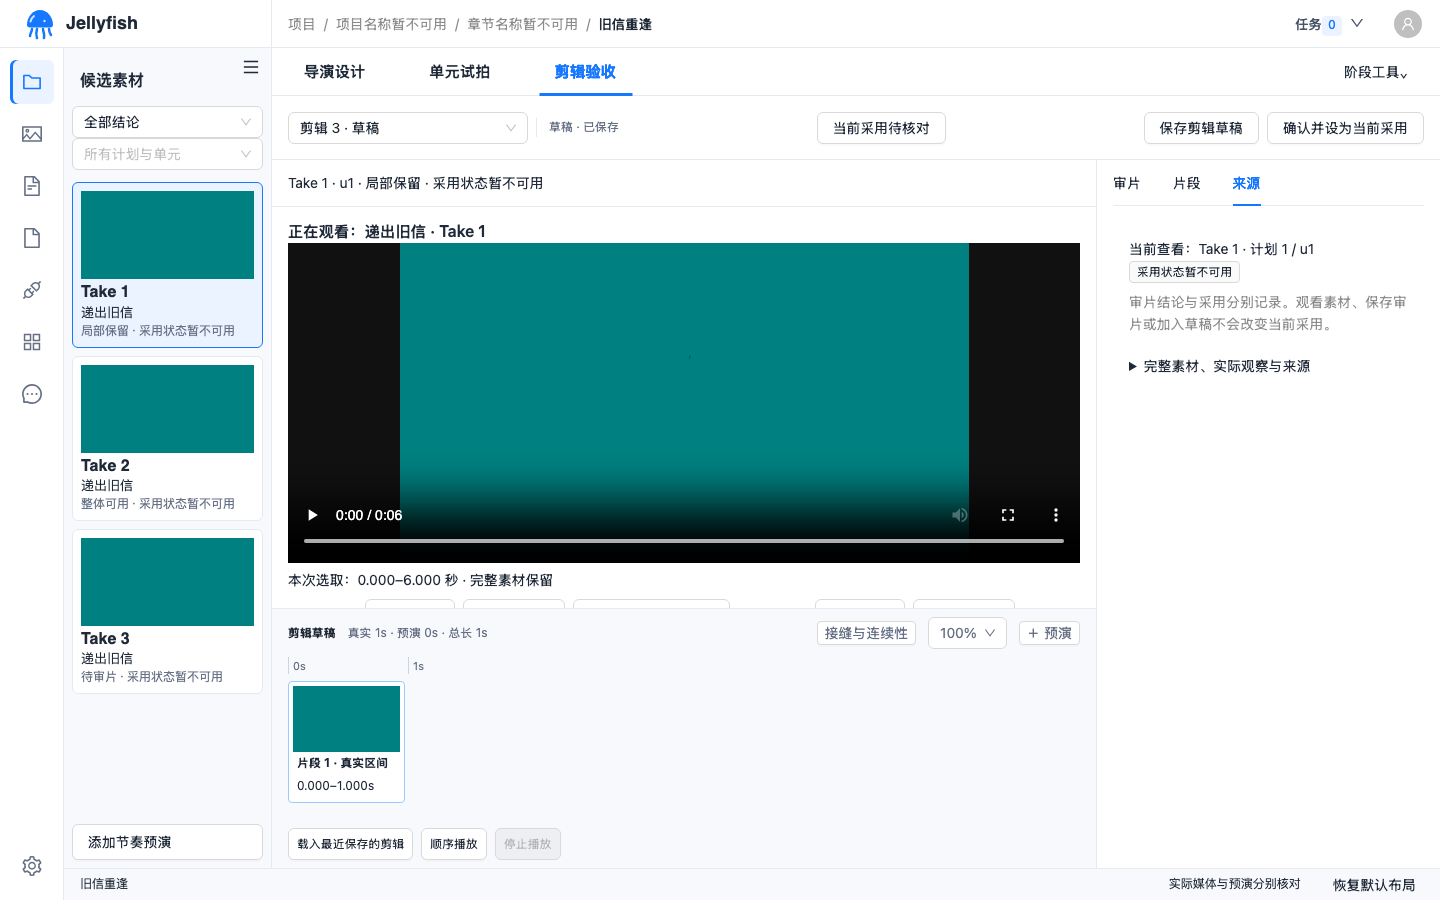 Jellyfish
项目 / 项目名称暂不可用 / 章节名称暂不可用 / 旧信重逢
任务 0
候选素材
全部结论
所有计划与单元
Take 1
递出旧信
局部保留 · 采用状态暂不可用
Take 2
递出旧信
整体可用 · 采用状态暂不可用
Take 3
递出旧信
待审片 · 采用状态暂不可用
添加节奏预演
导演设计
单元试拍
剪辑验收
阶段工具
剪辑 3 · 草稿
草稿 · 已保存
当前采用待核对
保存剪辑草稿
确认并设为当前采用
Take 1 · u1 · 局部保留 · 采用状态暂不可用
正在观看：递出旧信 · Take 1
0:00 / 0:06
本次选取：0.000–6.000 秒 · 完整素材保留
剪辑草稿
真实 1s · 预演 0s · 总长 1s
接缝与连续性
100%
+ 预演
0s
1s
片段 1 · 真实区间
0.000–1.000s
载入最近保存的剪辑
顺序播放
停止播放
审片
片段
来源
当前查看：Take 1 · 计划 1 / u1
采用状态暂不可用
审片结论与采用分别记录。观看素材、保存审
片或加入草稿不会改变当前采用。
完整素材、实际观察与来源
旧信重逢
实际媒体与预演分别核对
恢复默认布局